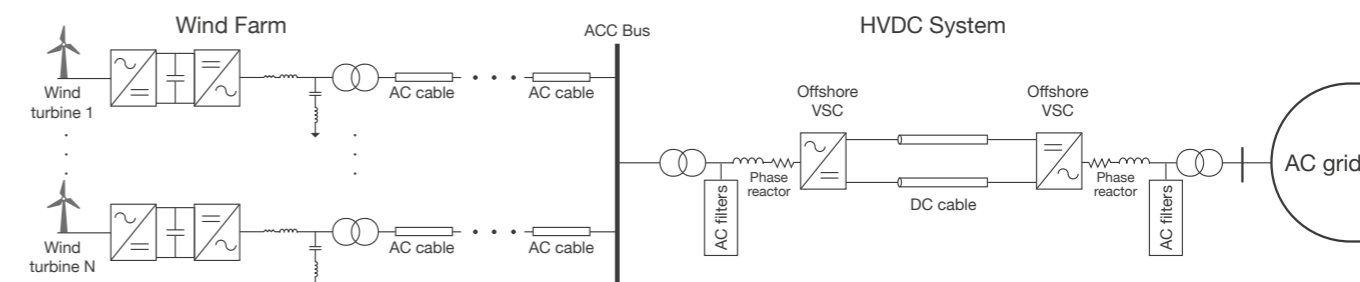 Wind Farm
HVDC System
ACC Bus
Wind
turbine 1
AC cable
AC cable
Wind
turbine N
AC cable
AC cable
Offshore
VSC
Offshore
VSC
Phase
reactor
AC filters
DC cable
Phase
reactor
AC filters
AC grid